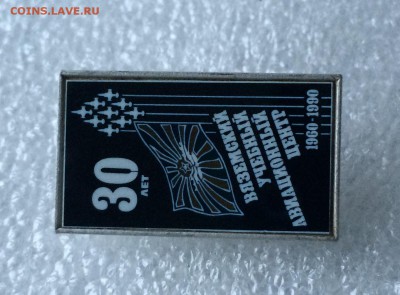 COINS.LAVE.RU
30
ЛЕТ
ВЯЗЕМСКИЙ
УЧЕБНЫЙ
АВИАЦИОННЫЙ
ЦЕНТР
1960-1990